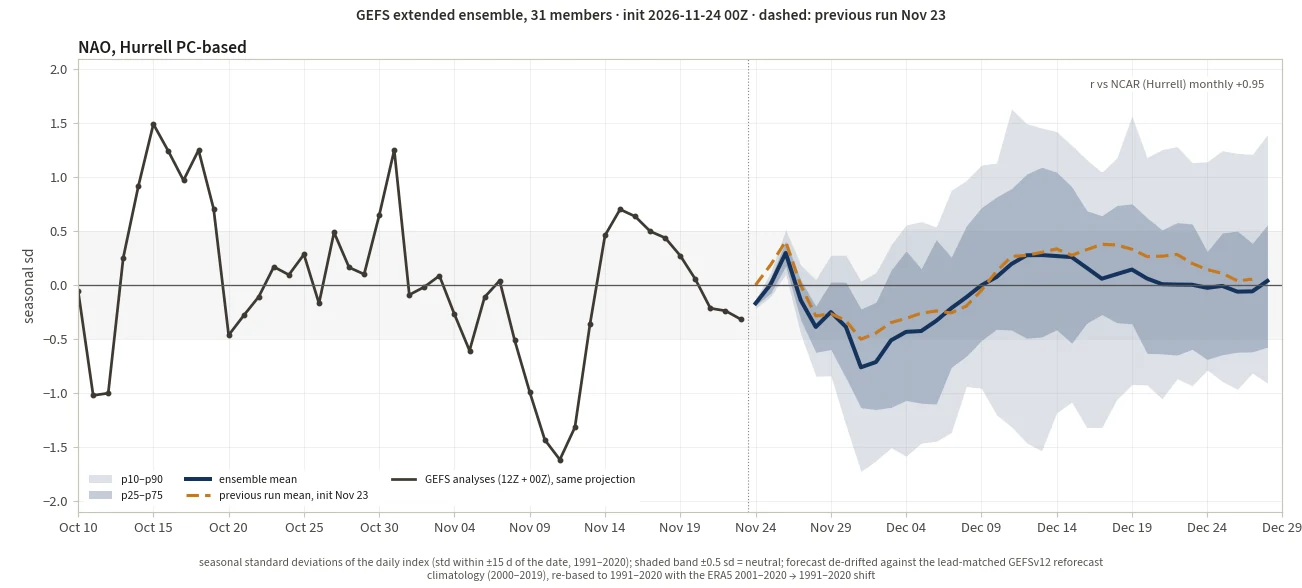 GEFS extended ensemble, 31 members · init 2026-11-24 00Z · dashed: previous run Nov 23
NAO, Hurrell PC-based
r vs NCAR (Hurrell) monthly +0.95
seasonal sd
2.0
1.5
1.0
0.5
0.0
−0.5
−1.0
−1.5
−2.0
p10–p90
p25–p75
ensemble mean
previous run mean, init Nov 23
GEFS analyses (12Z + 00Z), same projection
Oct 10 Oct 15 Oct 20 Oct 25 Oct 30 Nov 04 Nov 09 Nov 14 Nov 19 Nov 24 Nov 29 Dec 04 Dec 09 Dec 14 Dec 19 Dec 24 Dec 29
seasonal standard deviations of the daily index (std within ±15 d of the date, 1991–2020); shaded band ±0.5 sd = neutral; forecast de-drifted against the lead-matched GEFSv12 reforecast
climatology (2000–2019), re-based to 1991–2020 with the ERA5 2001–2020 → 1991–2020 shift